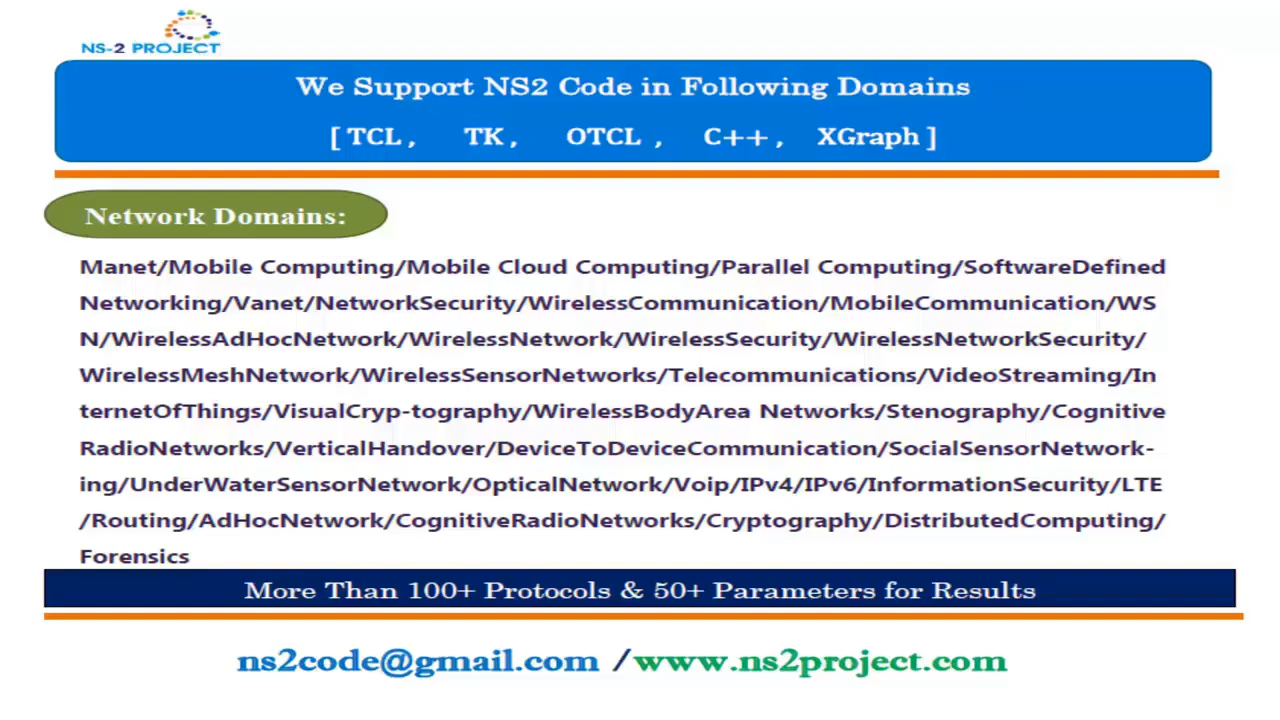 NS-2 PROJECT
We Support NS2 Code in Following Domains
[ TCL , TK , OTCL , C++ , XGraph ]
Network Domains:
Manet/Mobile Computing/Mobile Cloud Computing/Parallel Computing/SoftwareDefined
Networking/Vanet/NetworkSecurity/WirelessCommunication/MobileCommunication/WS
N/WirelessAdHocNetwork/WirelessNetwork/WirelessSecurity/WirelessNetworkSecurity/
WirelessMeshNetwork/WirelessSensorNetworks/Telecommunications/VideoStreaming/In
ternetOfThings/VisualCryp-tography/WirelessBodyArea Networks/Stenography/Cognitive
RadioNetworks/VerticalHandover/DeviceToDeviceCommunication/SocialSensorNetwork-
ing/UnderWaterSensorNetwork/OpticalNetwork/Voip/IPv4/IPv6/InformationSecurity/LTE
/Routing/AdHocNetwork/CognitiveRadioNetworks/Cryptography/DistributedComputing/
Forensics
More Than 100+ Protocols & 50+ Parameters for Results
ns2code@gmail.com /www.ns2project.com